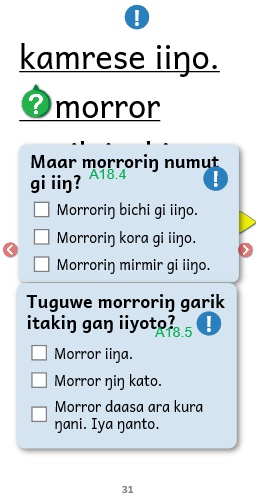 kamrese iiŋo.
morror
Maar morroriŋ numut
gi iiŋ? A18.4
Morroriŋ bichi gi iiŋo.
Morroriŋ kora gi iiŋo.
Morroriŋ mirmir gi iiŋo.
Tuguwe morroriŋ garik
itakiŋ gaŋ iiyoto?
A18.5
Morror iiŋa.
Morror ŋiŋ kato.
Morror daasa ara kura
ŋani. Iya ŋanto.
31